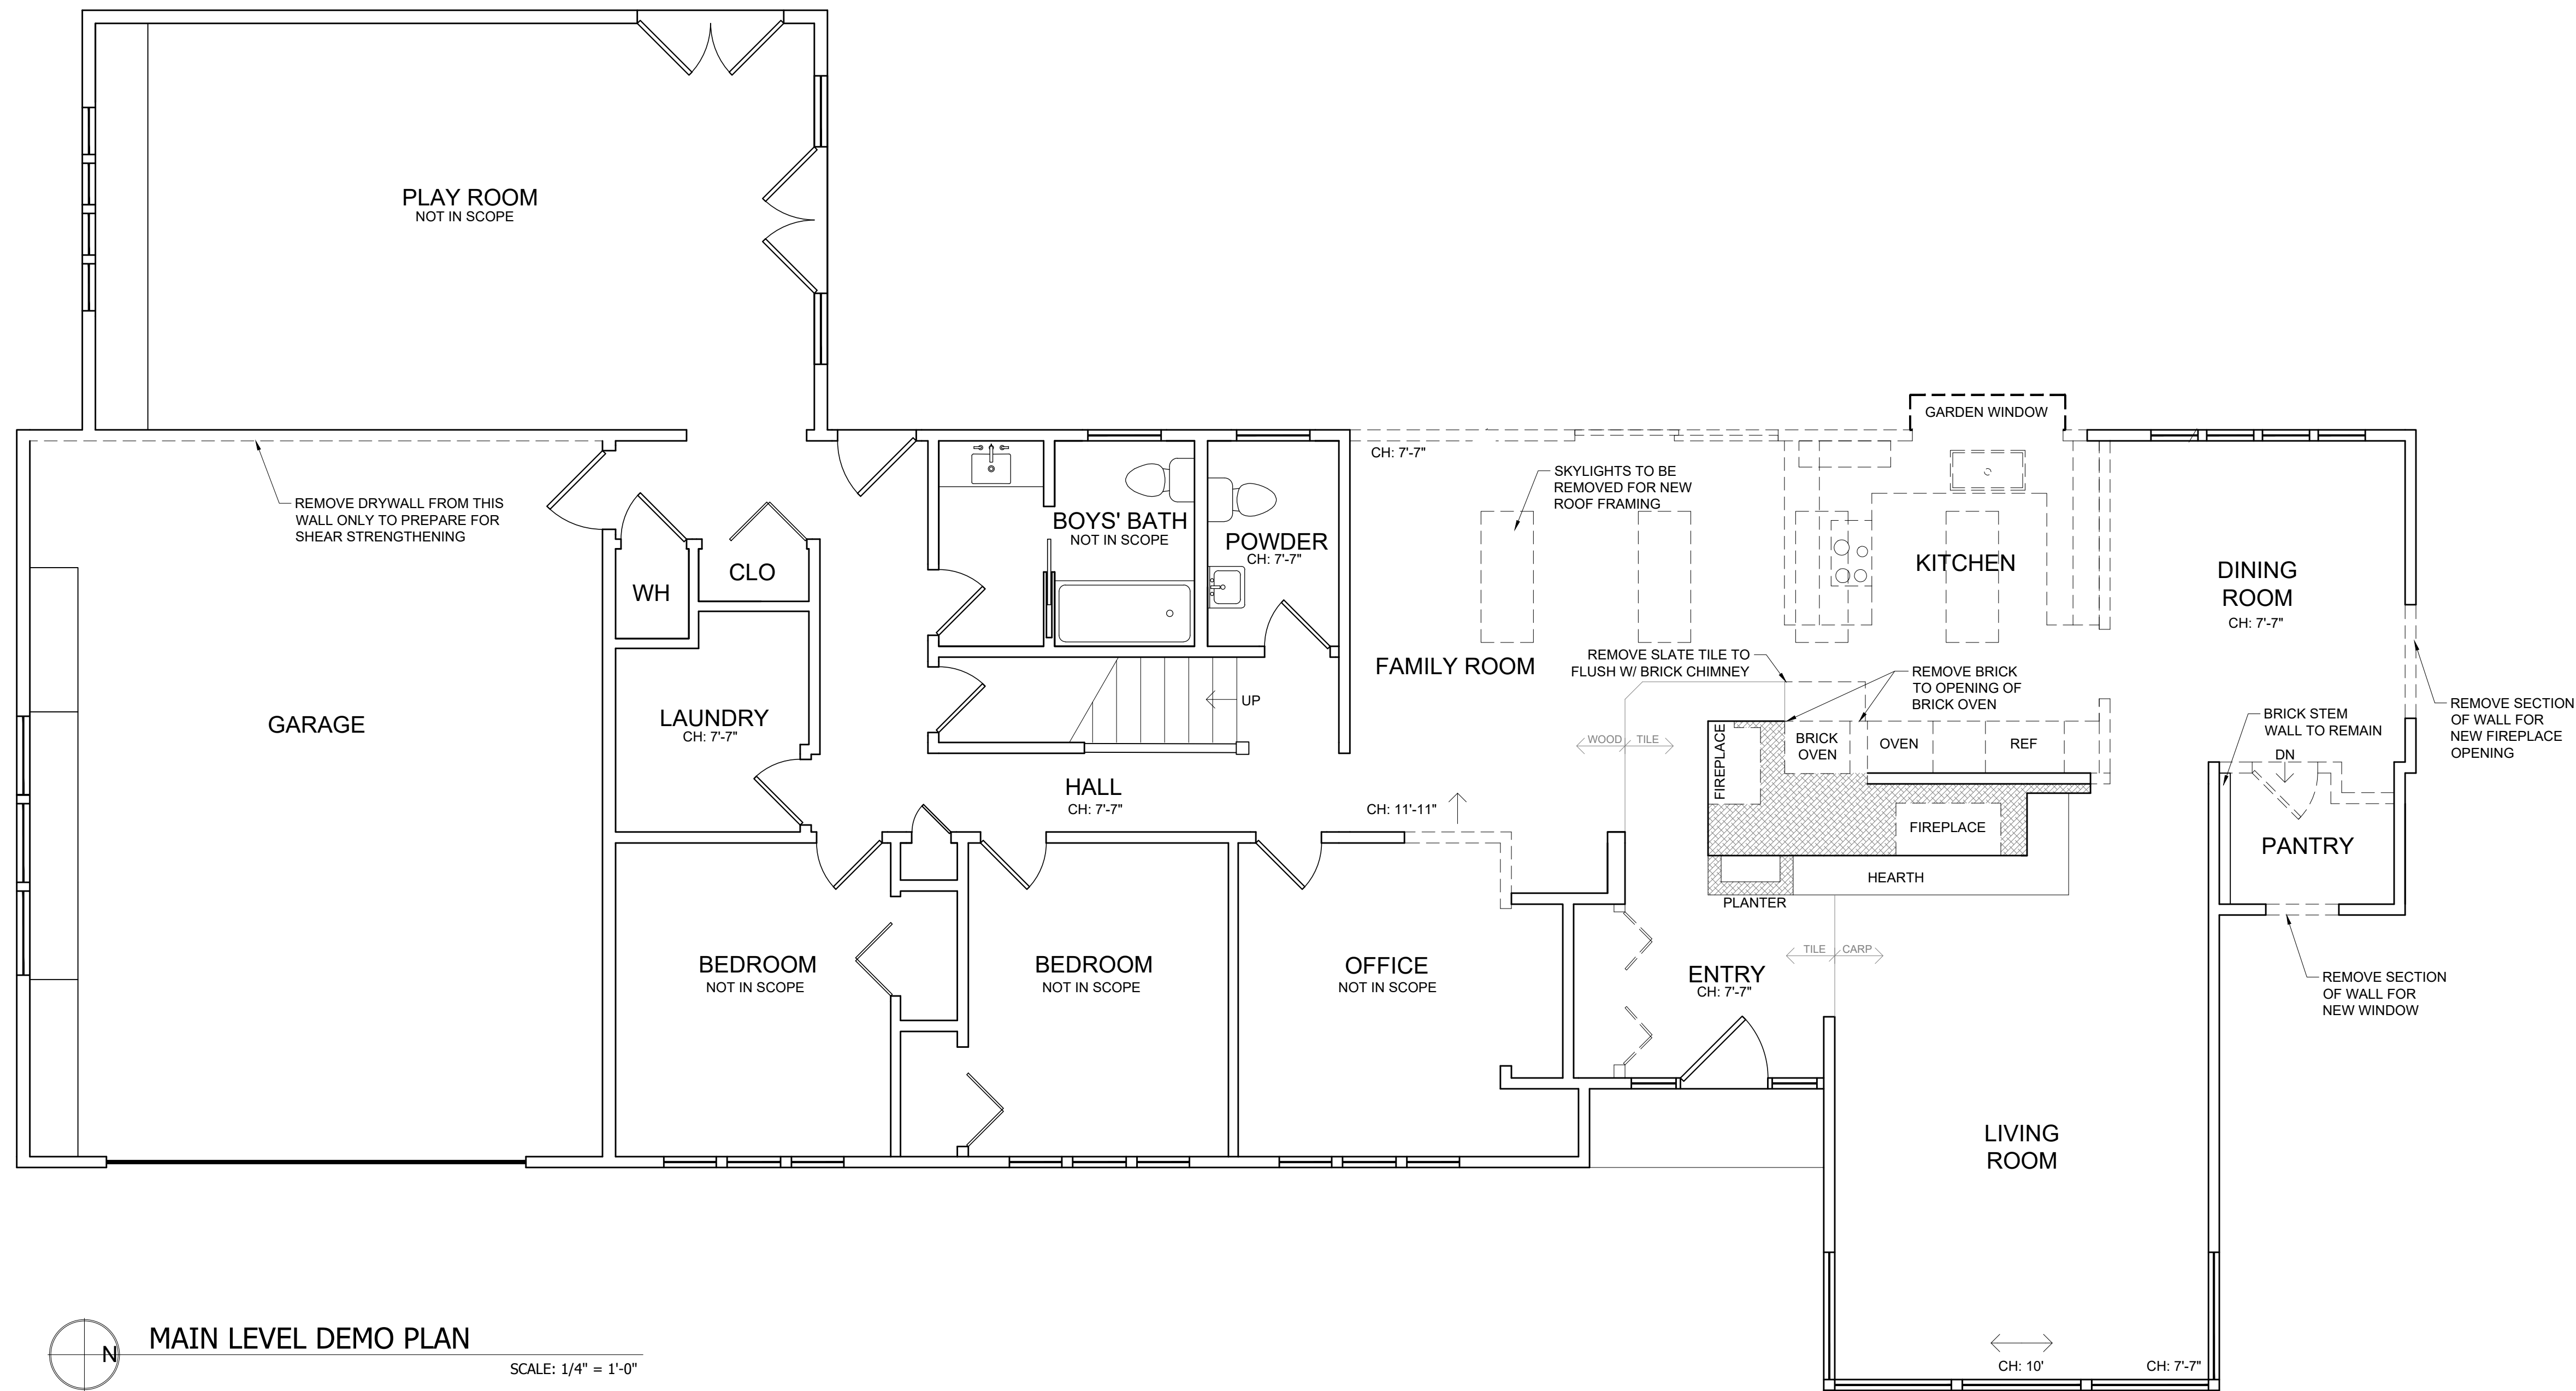 PLAY ROOM
NOT IN SCOPE
GARDEN WINDOW
CH: 7'-7"
SKYLIGHTS TO BE
REMOVED FOR NEW
ROOF FRAMING
REMOVE DRYWALL FROM THIS
WALL ONLY TO PREPARE FOR
SHEAR STRENGTHENING
BOYS' BATH
NOT IN SCOPE
POWDER
CH: 7'-7"
KITCHEN
DINING
ROOM
CH: 7'-7"
WH
CLO
FAMILY ROOM
REMOVE SLATE TILE TO
FLUSH W/ BRICK CHIMNEY
REMOVE BRICK
TO OPENING OF
BRICK OVEN
REMOVE SECTION
OF WALL FOR
NEW FIREPLACE
OPENING
BRICK STEM
WALL TO REMAIN
DN
GARAGE
LAUNDRY
CH: 7'-7"
UP
WOOD
TILE
FIREPLACE
BRICK
OVEN
OVEN
REF
HALL
CH: 7'-7"
CH: 11'-11"
FIREPLACE
PANTRY
HEARTH
PLANTER
BEDROOM
NOT IN SCOPE
BEDROOM
NOT IN SCOPE
OFFICE
NOT IN SCOPE
TILE
CARP
ENTRY
CH: 7'-7"
REMOVE SECTION
OF WALL FOR
NEW WINDOW
LIVING
ROOM
CH: 10'
CH: 7'-7"
N
MAIN LEVEL DEMO PLAN
SCALE: 1/4" = 1'-0"